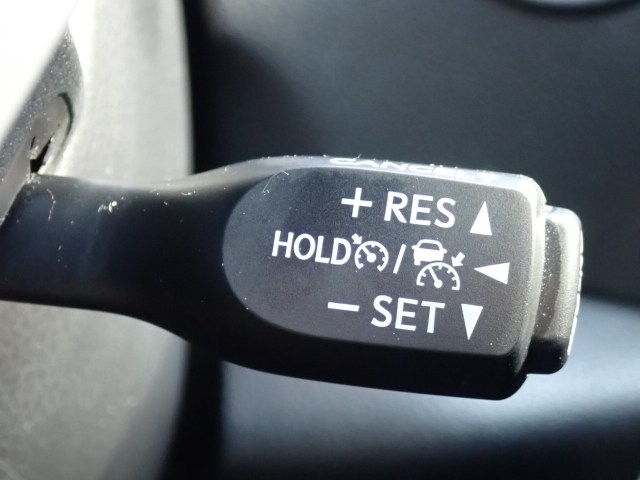 + RES ▲
HOLD / ◀
− SET ▼